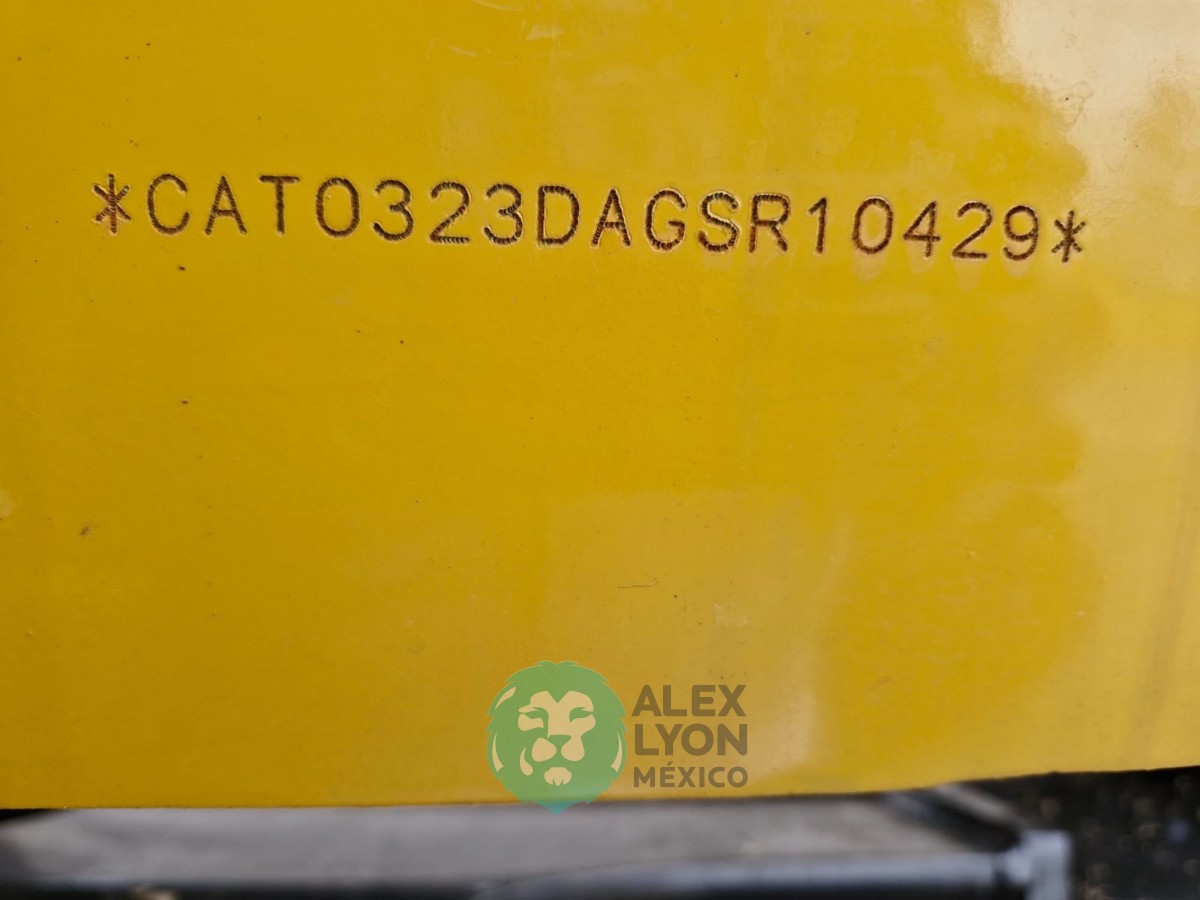 *CAT0323DAGSR10429*
ALEX
LYON
MÉXICO